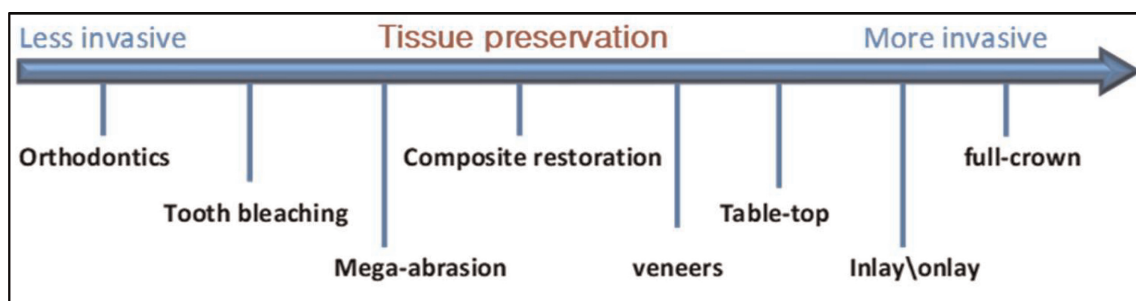 Less invasive Tissue preservation More invasive
Orthodontics Composite restoration full-crown
Tooth bleaching Table-top
Mega-abrasion veneers Inlay\onlay